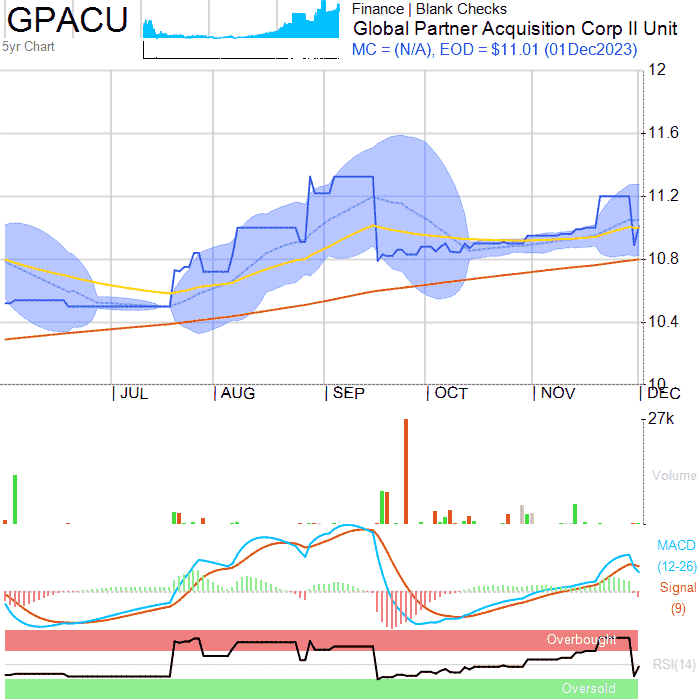 GPACU
5yr Chart
Finance | Blank Checks
Global Partner Acquisition Corp II Unit
MC = (N/A), EOD = $11.01 (01Dec2023)
12
11.6
11.2
10.8
10.4
10
JUL
AUG
SEP
OCT
NOV
DEC
27k
Volume
MACD
(12-26)
Signal
(9)
Overbought
RSI(14)
Oversold